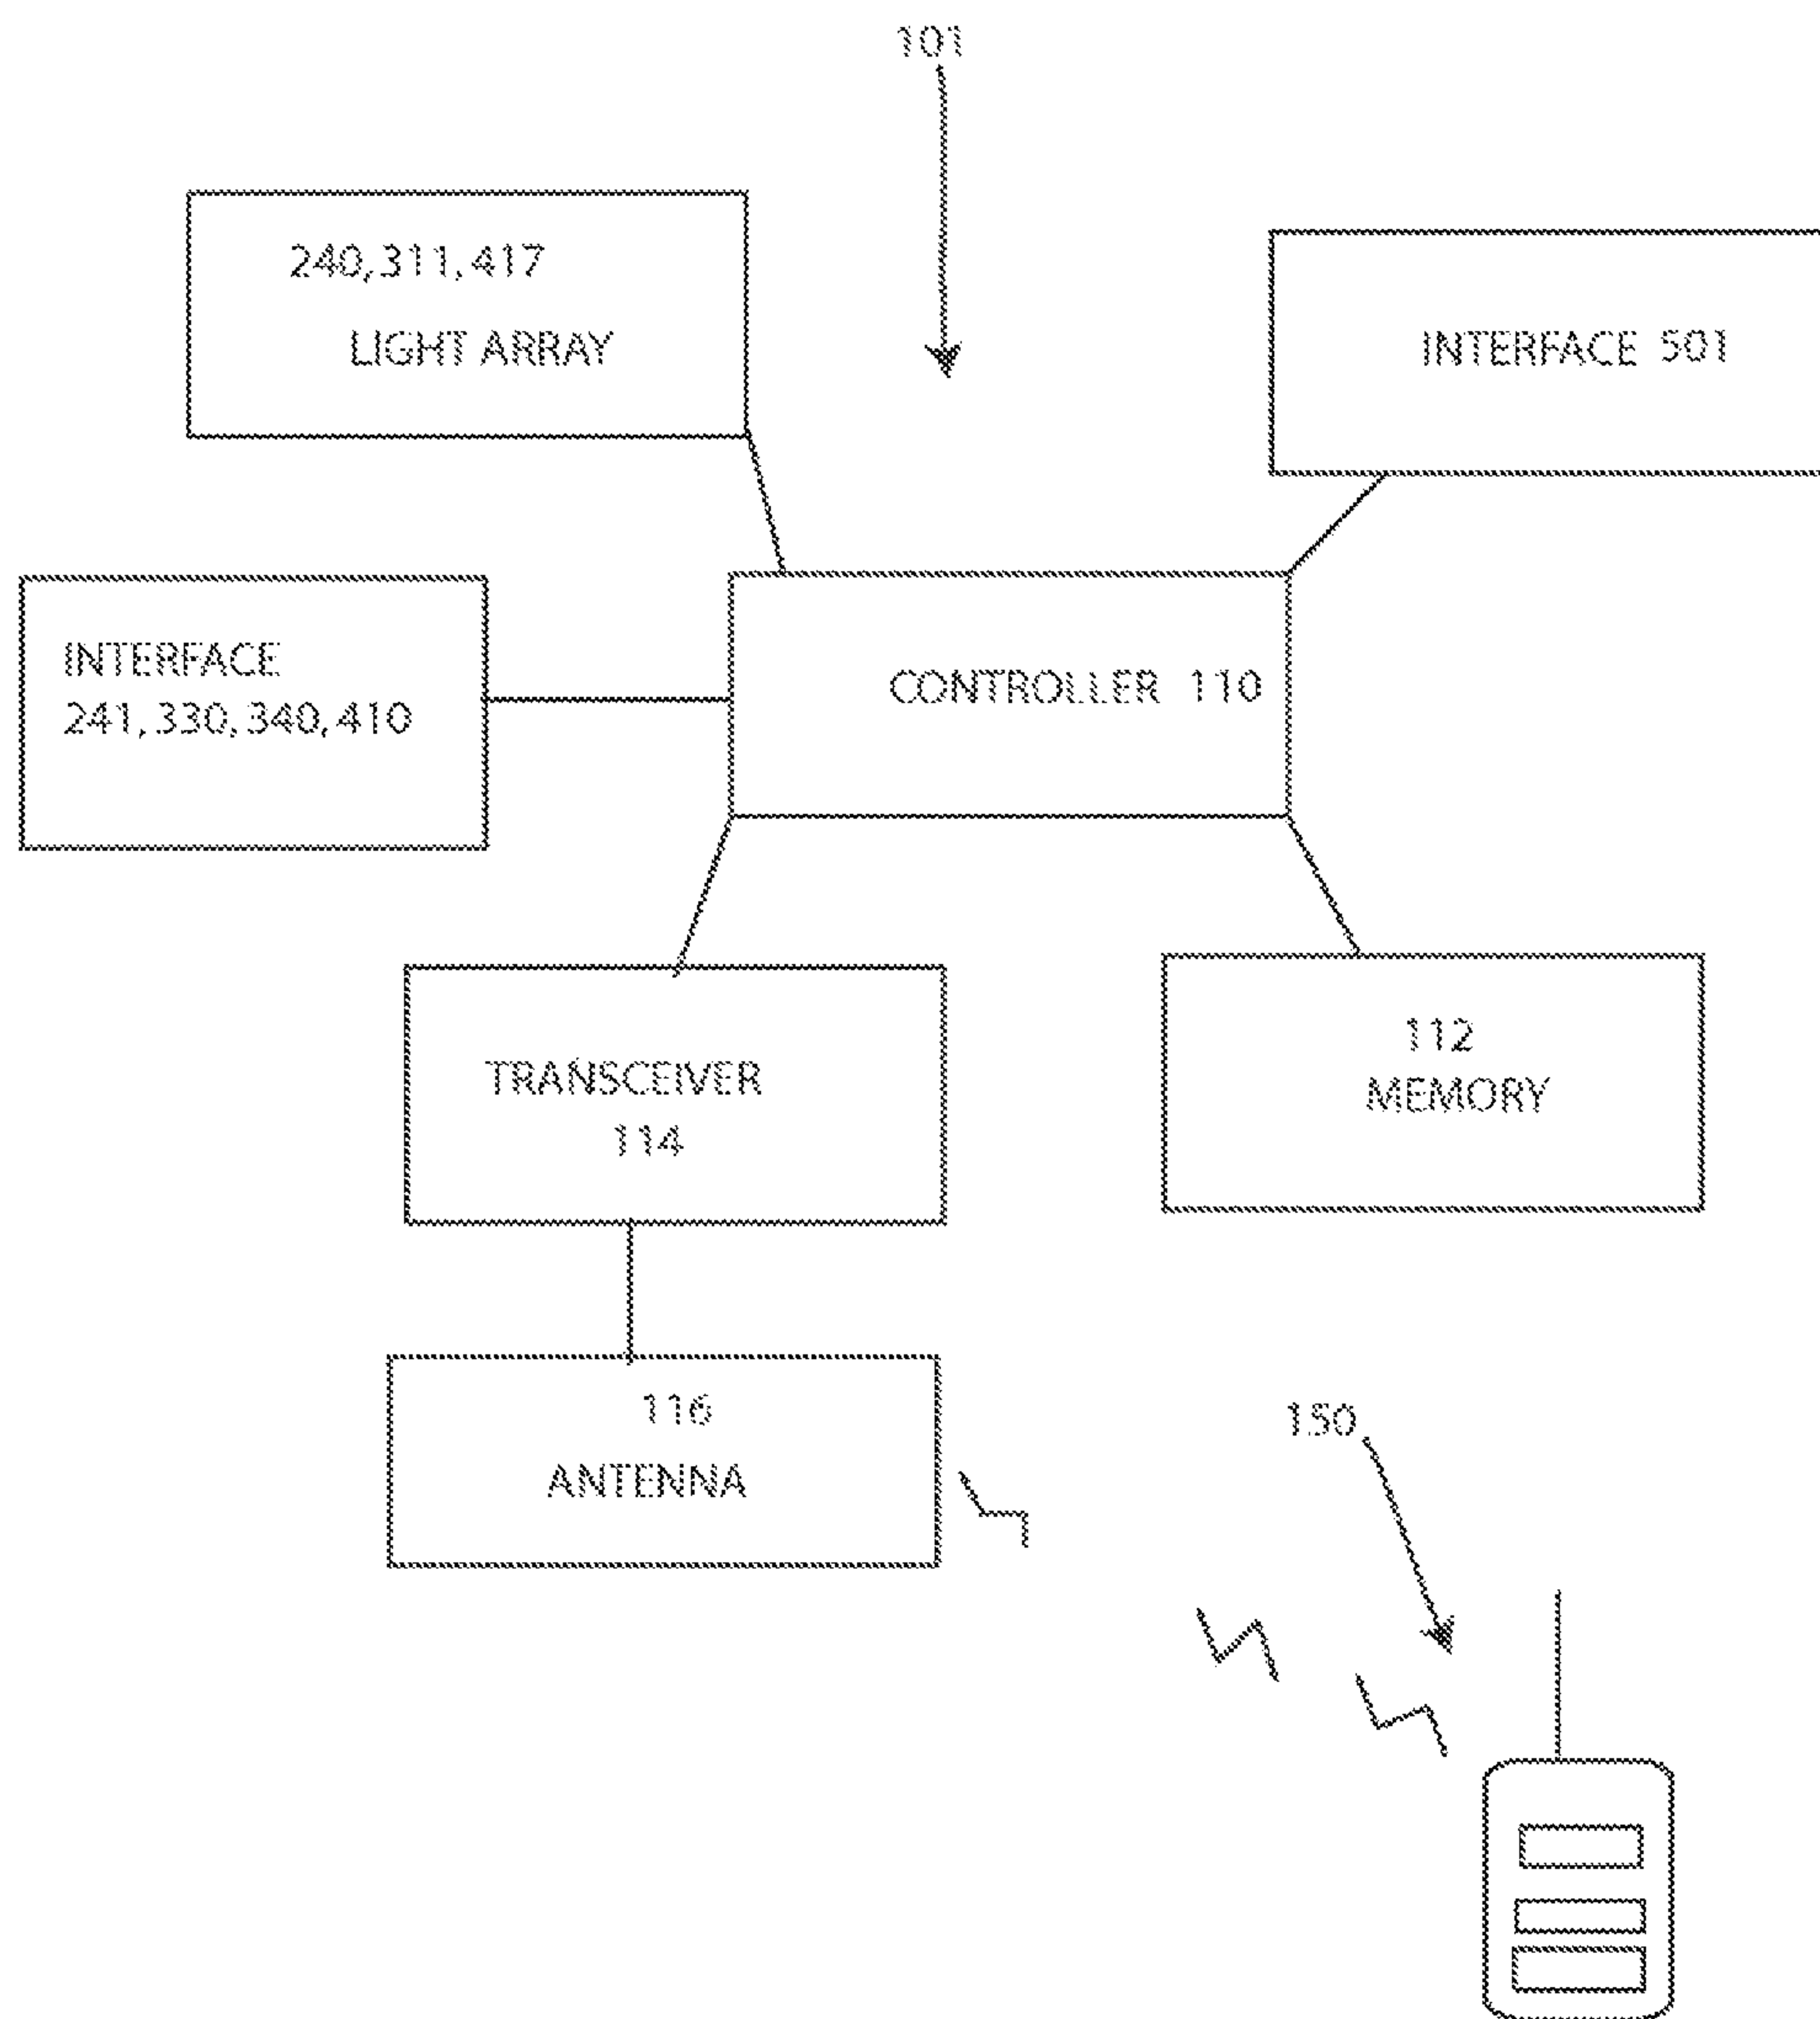 101
240, 311, 417
LIGHT ARRAY
INTERFACE 501
INTERFACE
241, 330, 340, 410
CONTROLLER 110
TRANSCEIVER
114
112
MEMORY
116
ANTENNA
150